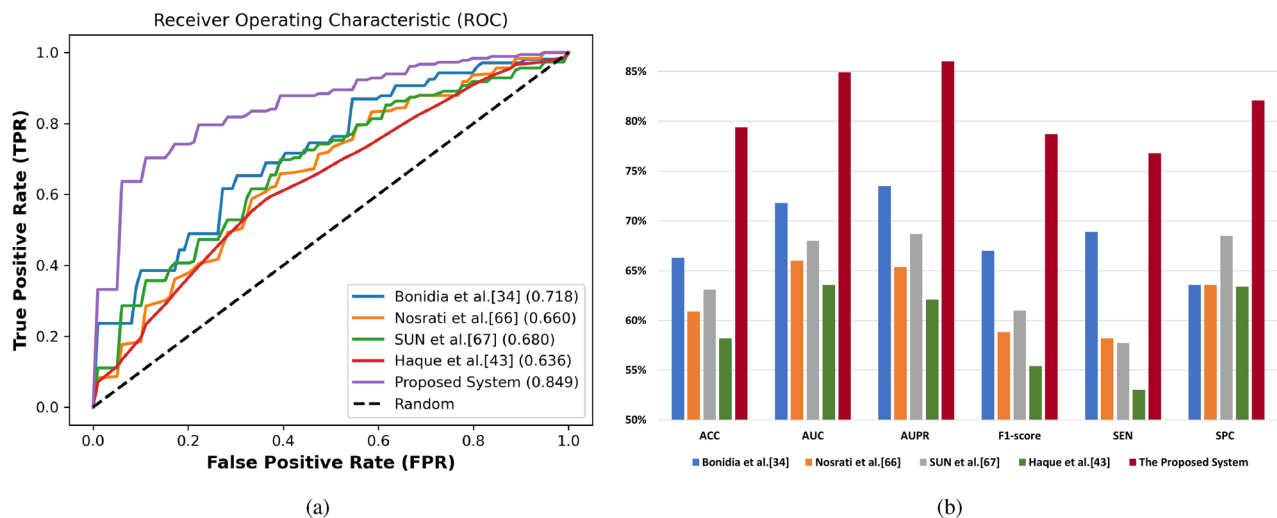 Receiver Operating Characteristic (ROC)
True Positive Rate (TPR)
1.0
0.8
0.6
0.4
0.2
0.0
0.0 0.2 0.4 0.6 0.8 1.0
False Positive Rate (FPR)
Bonidia et al.[34] (0.718)
Nosrati et al.[66] (0.660)
SUN et al.[67] (0.680)
Haque et al.[43] (0.636)
Proposed System (0.849)
Random
(a)
85%
80%
75%
70%
65%
60%
55%
50%
ACC AUC AUPR F1-score SEN SPC
Bonidia et al.[34] Nosrati et al.[66] SUN et al.[67] Haque et al.[43] The Proposed System
(b)